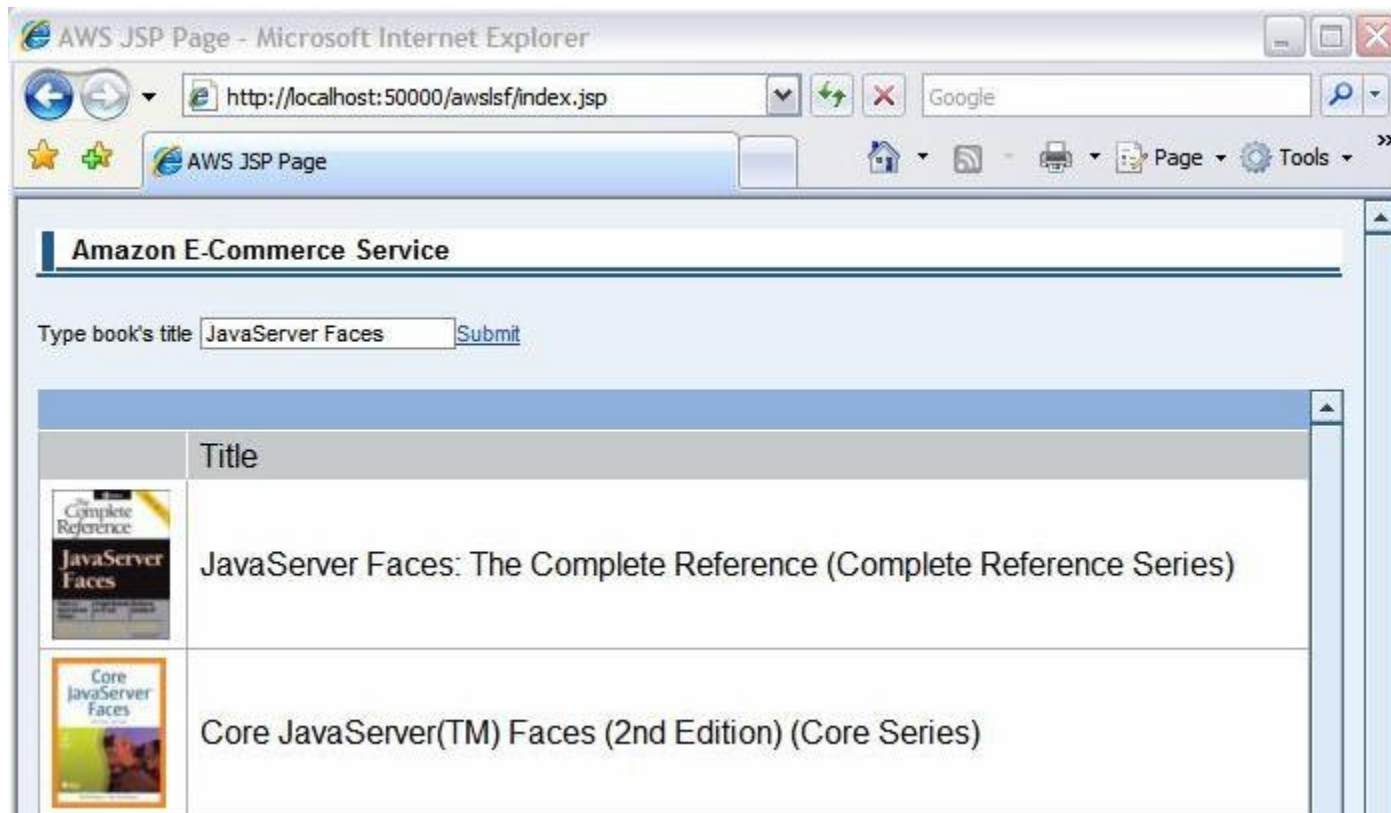 AWS JSP Page - Microsoft Internet Explorer
http://localhost:50000/awslsf/index.jsp
Google
AWS JSP Page
Page
Tools
»
Amazon E-Commerce Service
Type book's title JavaServer Faces Submit
Title
The
Complete
Reference
JavaServer
Faces
JavaServer Faces: The Complete Reference (Complete Reference Series)
Core
JavaServer
Faces
Core JavaServer(TM) Faces (2nd Edition) (Core Series)